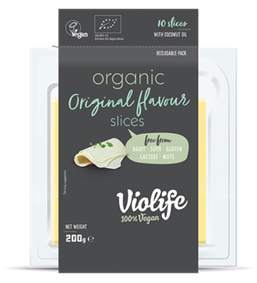 Vegan
10 slices
WITH COCONUT OIL
RECLOSABLE PACK
organic
Original flavour
slices
free from
DAIRY · SOYA · GLUTEN
LACTOSE · NUTS
Violife
100% Vegan
NET WEIGHT
200g e